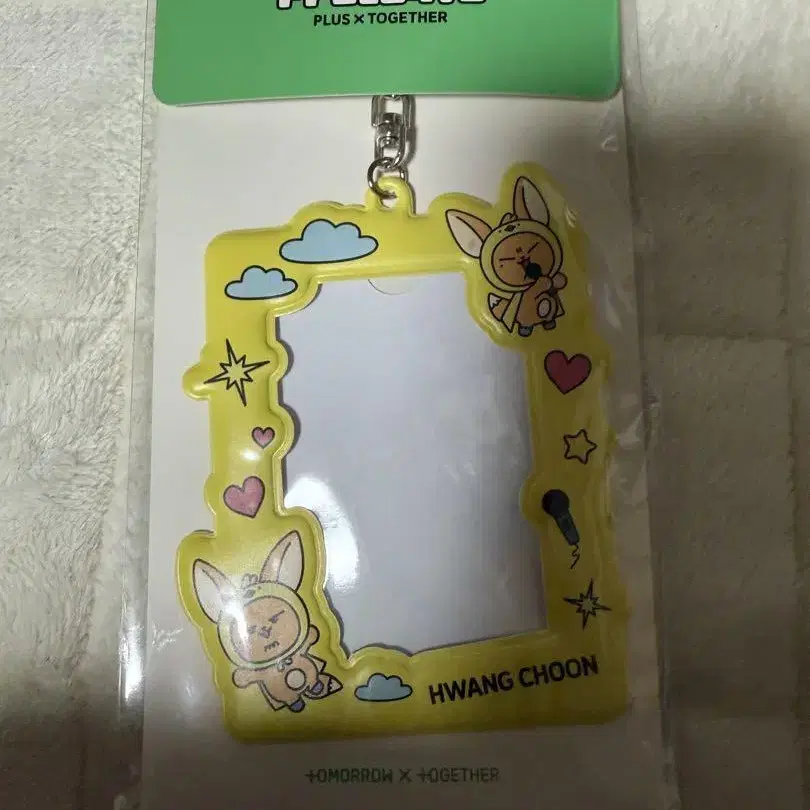 PLUS × TOGETHER
HWANG CHOON
TOMORROW × TOGETHER